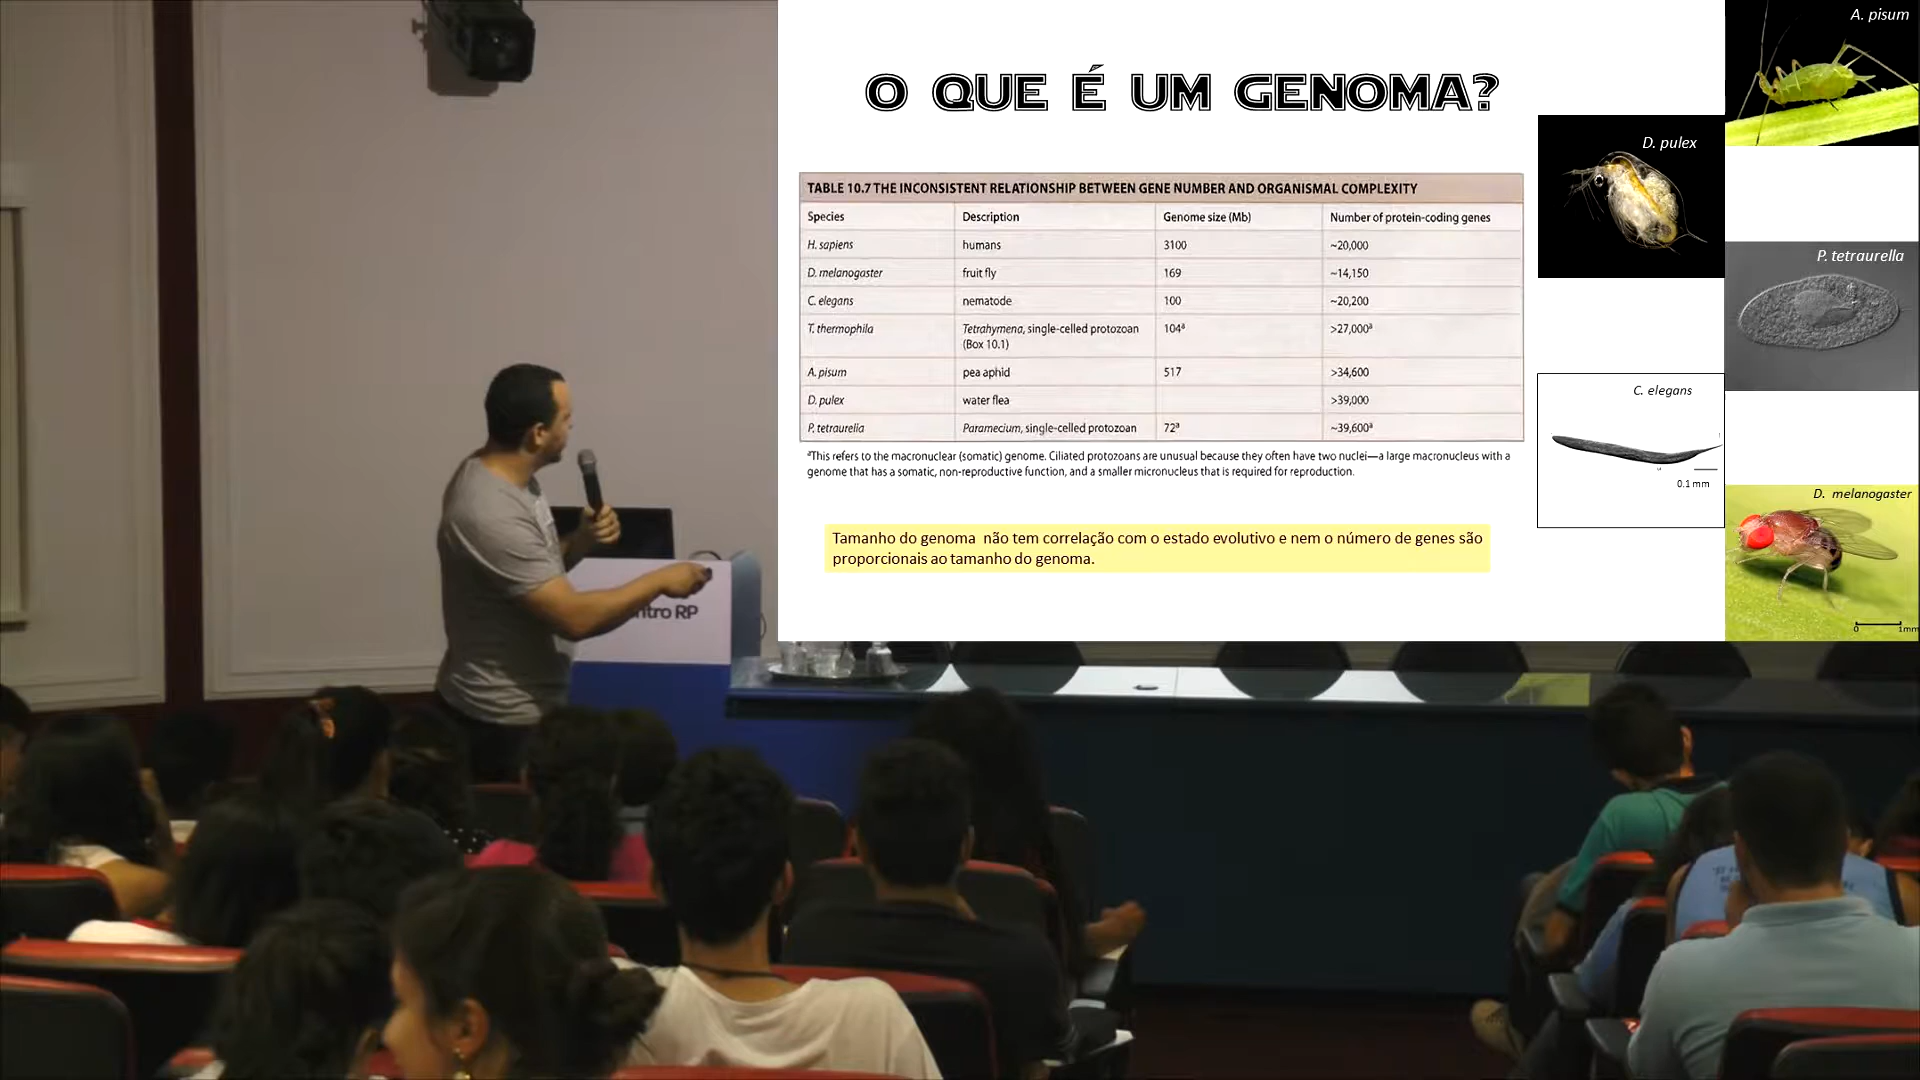 O QUE É UM GENOMA?
TABLE 10.7 THE INCONSISTENT RELATIONSHIP BETWEEN GENE NUMBER AND ORGANISMAL COMPLEXITY
Species Description Genome size (Mb) Number of protein-coding genes
H. sapiens humans 3100 ~20,000
D. melanogaster fruit fly 169 ~14,150
C. elegans nematode 100 ~20,200
T. thermophila Tetrahymena, single-celled protozoan 104ᵃ >27,000ᵃ
(Box 10.1)
A. pisum pea aphid 517 >34,600
D. pulex water flea >39,000
P. tetraurelia Paramecium, single-celled protozoan 72ᵃ ~39,600ᵃ
ᵃThis refers to the macronuclear (somatic) genome. Ciliated protozoans are unusual because they often have two nuclei—a large macronucleus with a
genome that has a somatic, non-reproductive function, and a smaller micronucleus that is required for reproduction.
Tamanho do genoma não tem correlação com o estado evolutivo e nem o número de genes são
proporcionais ao tamanho do genoma.
A. pisum
D. pulex
P. tetraurella
C. elegans
0.1 mm
D. melanogaster
0 1mm
ntro RP